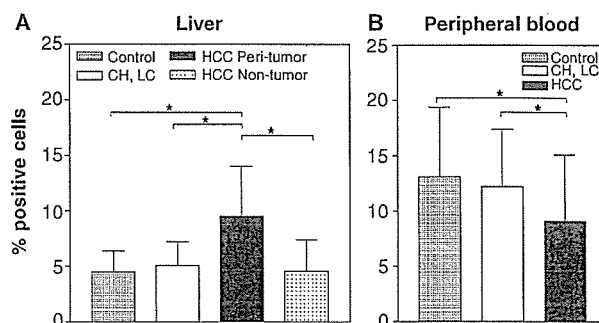 A
Liver
Control
HCC Peri-tumor
CH, LC
HCC Non-tumor
% positive cells
25
20
15
10
5
0
*
*
*
B
Peripheral blood
Control
CH, LC
HCC
25
20
15
10
5
0
*
*